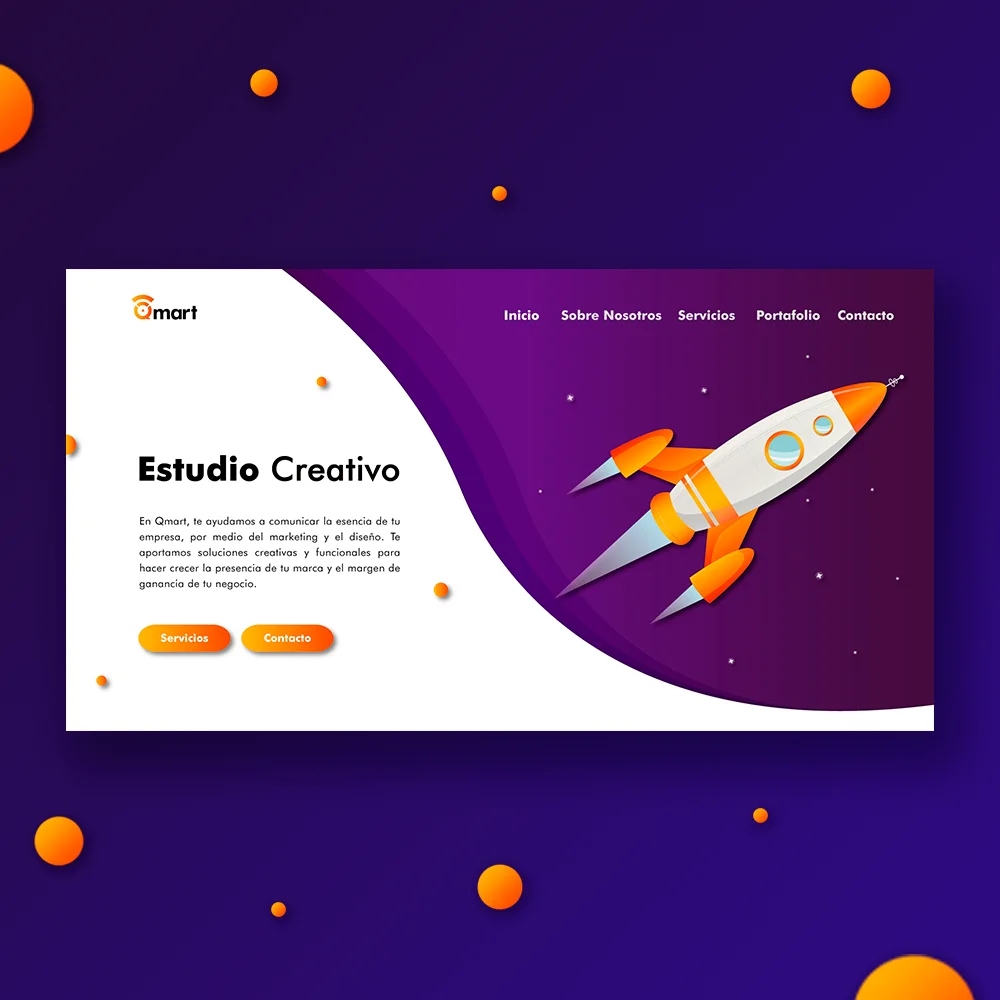 Qmart
Inicio Sobre Nosotros Servicios Portafolio Contacto
Estudio Creativo
En Qmart, te ayudamos a comunicar la esencia de tu
empresa, por medio del marketing y el diseño. Te
aportamos soluciones creativas y funcionales para
hacer crecer la presencia de tu marca y el margen de
ganancia de tu negocio.
Servicios Contacto